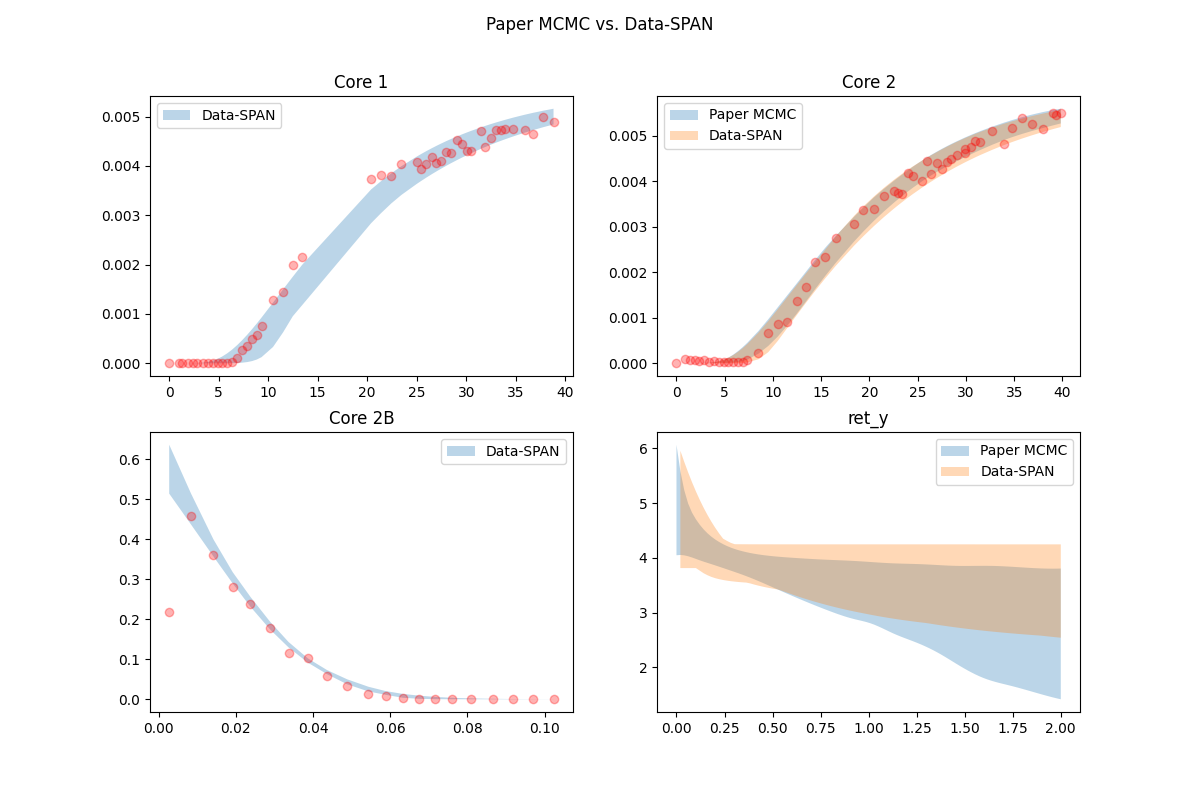 Paper MCMC vs. Data-SPAN
Core 1
Data-SPAN
0.005
0.004
0.003
0.002
0.001
0.000
0 5 10 15 20 25 30 35 40
Core 2
Paper MCMC
Data-SPAN
0.005
0.004
0.003
0.002
0.001
0.000
0 5 10 15 20 25 30 35 40
Core 2B
Data-SPAN
0.6
0.5
0.4
0.3
0.2
0.1
0.0
0.00 0.02 0.04 0.06 0.08 0.10
ret_y
Paper MCMC
Data-SPAN
6
5
4
3
2
0.00 0.25 0.50 0.75 1.00 1.25 1.50 1.75 2.00